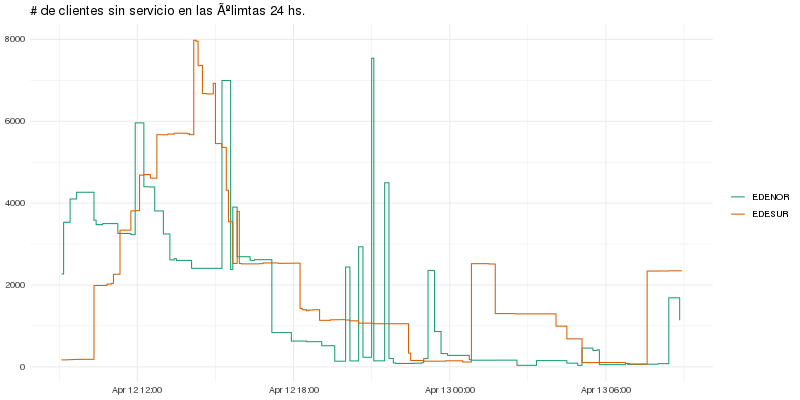 # de clientes sin servicio en las Ãºlimtas 24 hs.
8000
6000
4000
2000
0
Apr 12 12:00
Apr 12 18:00
Apr 13 00:00
Apr 13 06:00
EDENOR
EDESUR